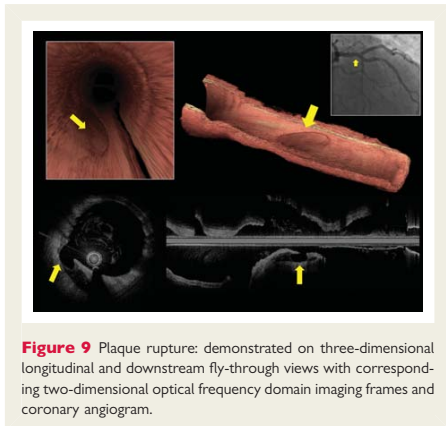 Figure 9 Plaque rupture: demonstrated on three-dimensional
longitudinal and downstream fly-through views with correspond-
ing two-dimensional optical frequency domain imaging frames and
coronary angiogram.